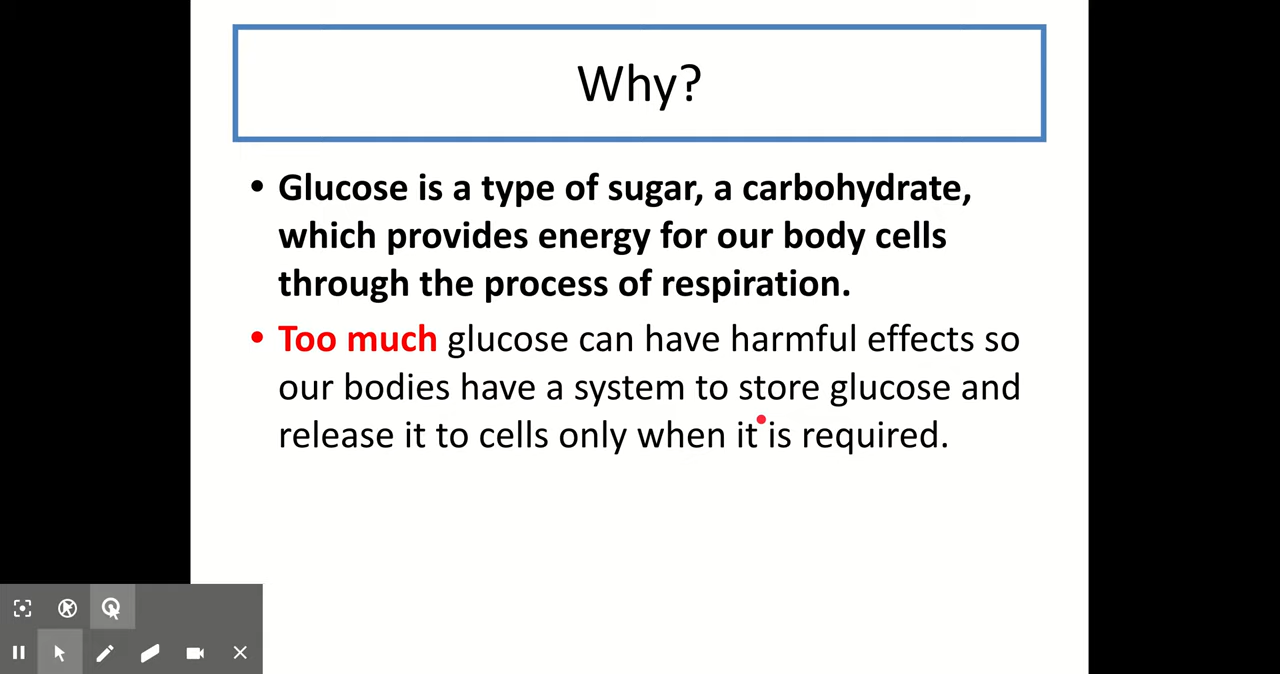 Why?
• Glucose is a type of sugar, a carbohydrate,
which provides energy for our body cells
through the process of respiration.
• Too much glucose can have harmful effects so
our bodies have a system to store glucose and
release it to cells only when it is required.